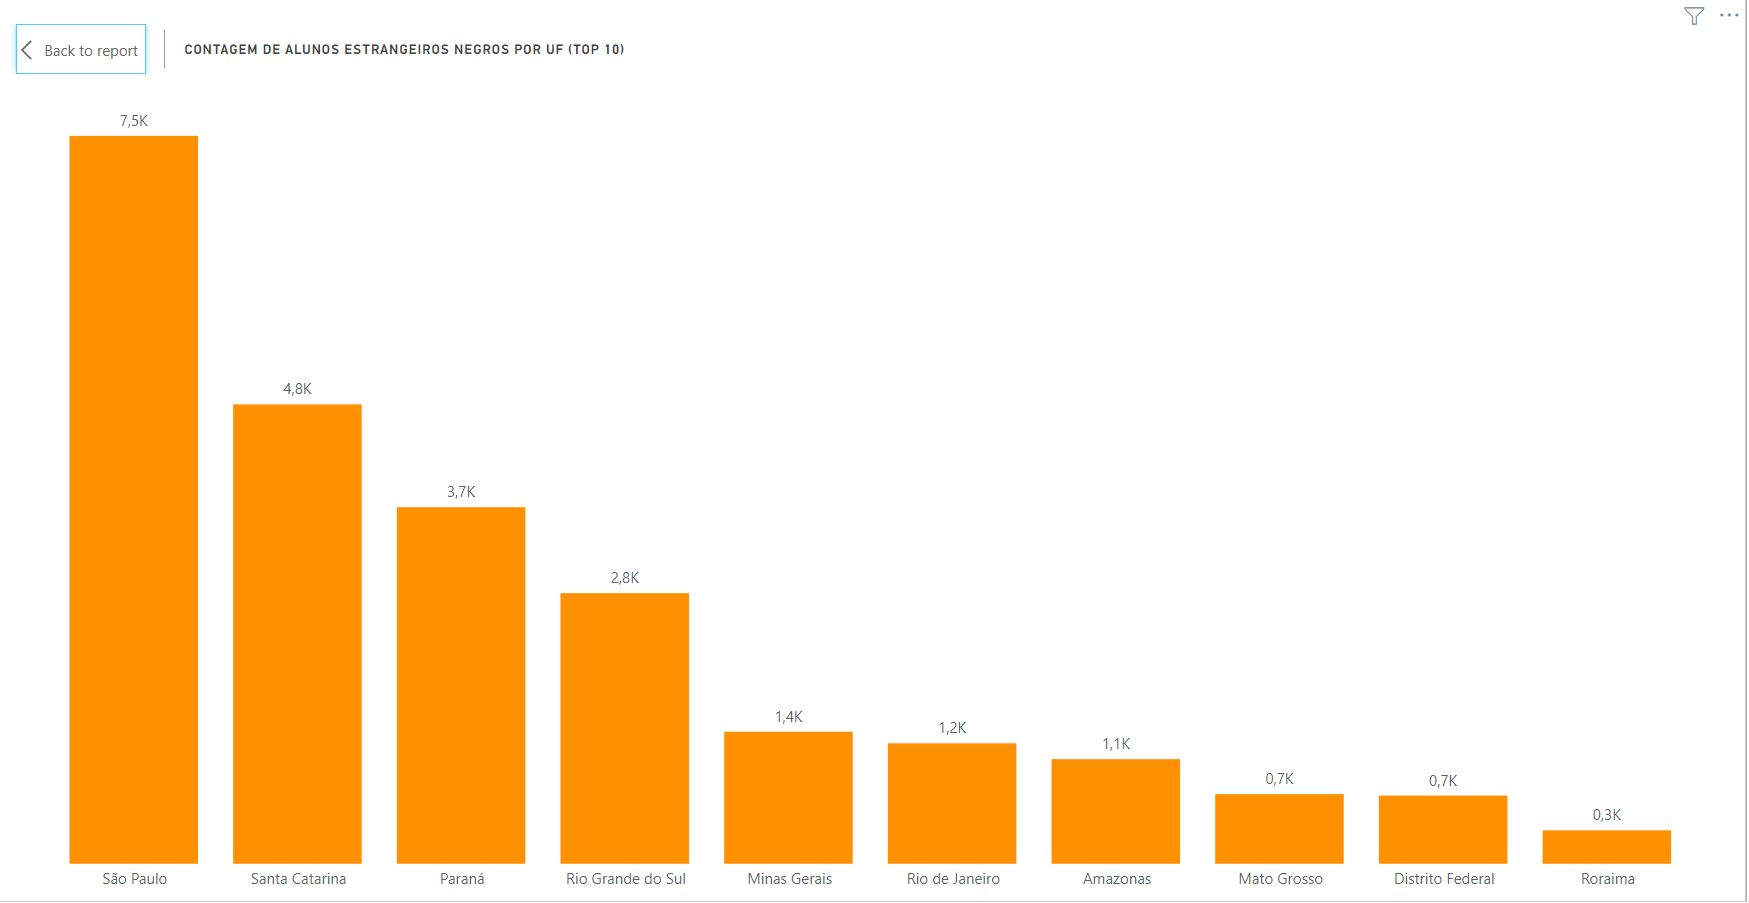 Back to report
CONTAGEM DE ALUNOS ESTRANGEIROS NEGROS POR UF (TOP 10)
7,5K
4,8K
3,7K
2,8K
1,4K
1,2K
1,1K
0,7K
0,7K
0,3K
São Paulo
Santa Catarina
Paraná
Rio Grande do Sul
Minas Gerais
Rio de Janeiro
Amazonas
Mato Grosso
Distrito Federal
Roraima